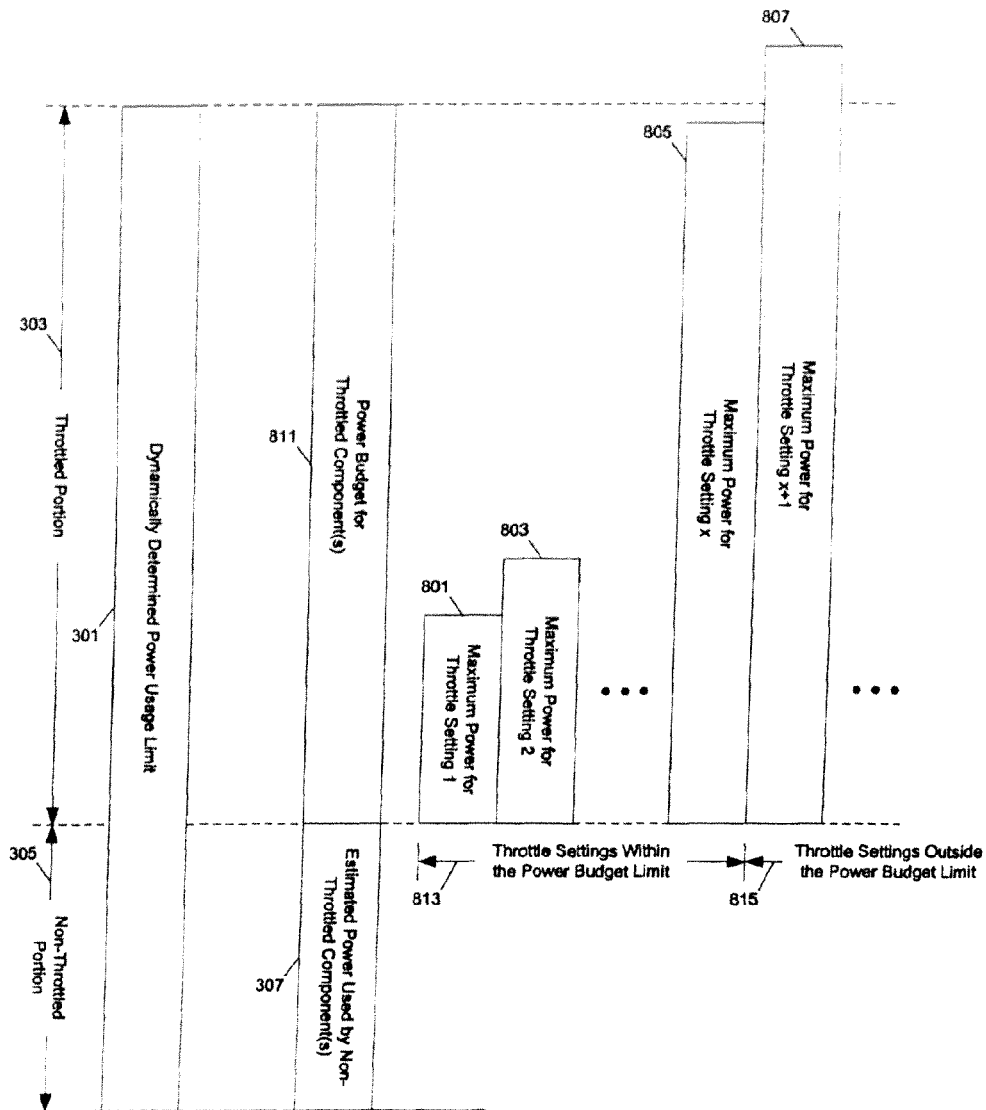 807
805
303
Throttled Portion
301
Dynamically Determined Power Usage Limit
811
Power Budget for
Throttled Component(s)
801
Maximum Power for
Throttle Setting 1
803
Maximum Power for
Throttle Setting 2
• • •
Maximum Power for
Throttle Setting x
Maximum Power for
Throttle Setting x+1
• • •
305
Non-Throttled
Portion
307
Estimated Power Used by Non-
Throttled Component(s)
Throttle Settings Within
the Power Budget Limit
813
Throttle Settings Outside
the Power Budget Limit
815